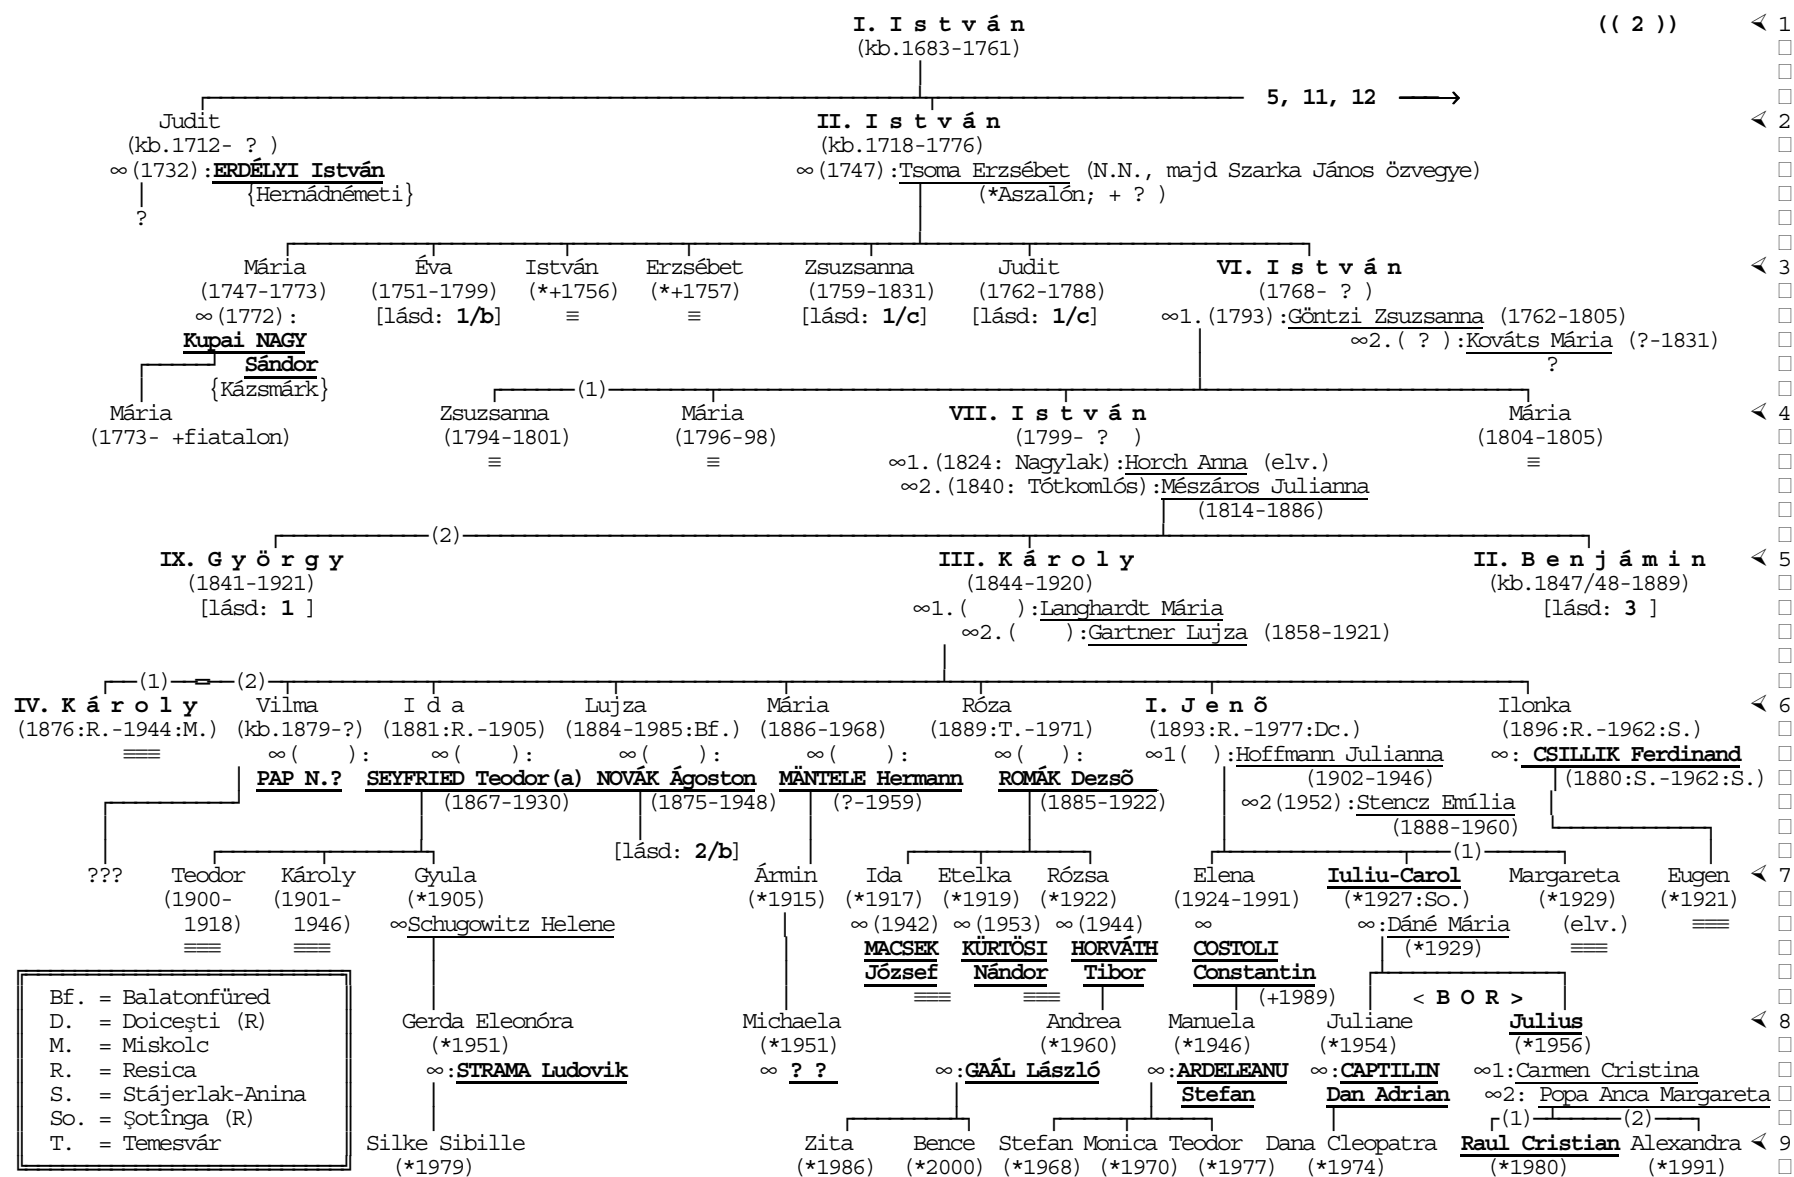 I. I s t v á n (( 2 )) 1
(kb.1683-1761)
5, 11, 12
Judit II. I s t v á n 2
(kb.1712- ? ) (kb.1718-1776)
∞(1732):ERDÉLYI István ∞(1747):Tsoma Erzsébet (N.N., majd Szarka János özvegye)
{Hernádnémeti} (*Aszalón; + ? )
?
Mária Éva István Erzsébet Zsuzsanna Judit VI. I s t v á n 3
(1747-1773) (1751-1799) (*+1756) (*+1757) (1759-1831) (1762-1788) (1768- ? )
∞(1772): [lásd: 1/b] ≡ ≡ [lásd: 1/c] [lásd: 1/c] ∞1.(1793):Göntzi Zsuzsanna (1762-1805)
Kupai NAGY ∞2.( ? ):Kováts Mária (?-1831)
Sándor ?
{Kázsmárk} (1)
Mária Zsuzsanna Mária VII. I s t v á n Mária 4
(1773- +fiatalon) (1794-1801) (1796-98) (1799- ? ) (1804-1805)
≡ ≡ ∞1.(1824: Nagylak):Horch Anna (elv.) ≡
∞2.(1840: Tótkomlós):Mészáros Julianna
(1814-1886)
(2)
IX. G y ö r g y III. K á r o l y II. B e n j á m i n 5
(1841-1921) (1844-1920) (kb.1847/48-1889)
[lásd: 1 ] ∞1.( ):Langhardt Mária [lásd: 3 ]
∞2.( ):Gartner Lujza (1858-1921)
(1) (2)
IV. K á r o l y Vilma I d a Lujza Mária Róza I. J e n õ Ilonka 6
(1876:R.-1944:M.) (kb.1879-?) (1881:R.-1905) (1884-1985:Bf.) (1886-1968) (1889:T.-1971) (1893:R.-1977:Dc.) (1896:R.-1962:S.)
≡≡≡ ∞( ): ∞( ): ∞( ): ∞( ): ∞( ): ∞1( ):Hoffmann Julianna ∞: CSILLIK Ferdinand
PAP N.? SEYFRIED Teodor(a) NOVÁK Ágoston MÄNTELE Hermann ROMÁK Dezsõ (1902-1946) (1880:S.-1962:S.)
(1867-1930) (1875-1948) (?-1959) (1885-1922) ∞2(1952):Stencz Emília
(1888-1960)
[lásd: 2/b] (1)
??? Teodor Károly Gyula Ármin Ida Etelka Rózsa Elena Iuliu-Carol Margareta Eugen 7
(1900- (1901- (*1905) (*1915) (*1917) (*1919) (*1922) (1924-1991) (*1927:So.) (*1929) (*1921)
1918) 1946) ∞Schugowitz Helene ∞(1942) ∞(1953) ∞(1944) ∞ ∞:Dáné Mária (elv.) ≡≡≡
≡≡≡ ≡≡≡ MACSEK KÜRTÖSI HORVÁTH COSTOLI (*1929) ≡≡≡
József Nándor Tibor Constantin
Bf. = Balatonfüred ≡≡≡ ≡≡≡ (+1989) < B O R >
D. = Doiceşti (R) Gerda Eleonóra Michaela Andrea Manuela Juliane Julius 8
M. = Miskolc (*1951) (*1951) (*1960) (*1946) (*1954) (*1956)
R. = Resica ∞:STRAMA Ludovik ∞ ? ? ∞:GAÁL László ∞:ARDELEANU ∞:CAPTILIN ∞1:Carmen Cristina
S. = Stájerlak-Anina Stefan Dan Adrian ∞2: Popa Anca Margareta
So. = Şotînga (R) (1) (2)
T. = Temesvár Silke Sibille Zita Bence Stefan Monica Teodor Dana Cleopatra Raul Cristian Alexandra 9
(*1979) (*1986) (*2000) (*1968) (*1970) (*1977) (*1974) (*1980) (*1991)